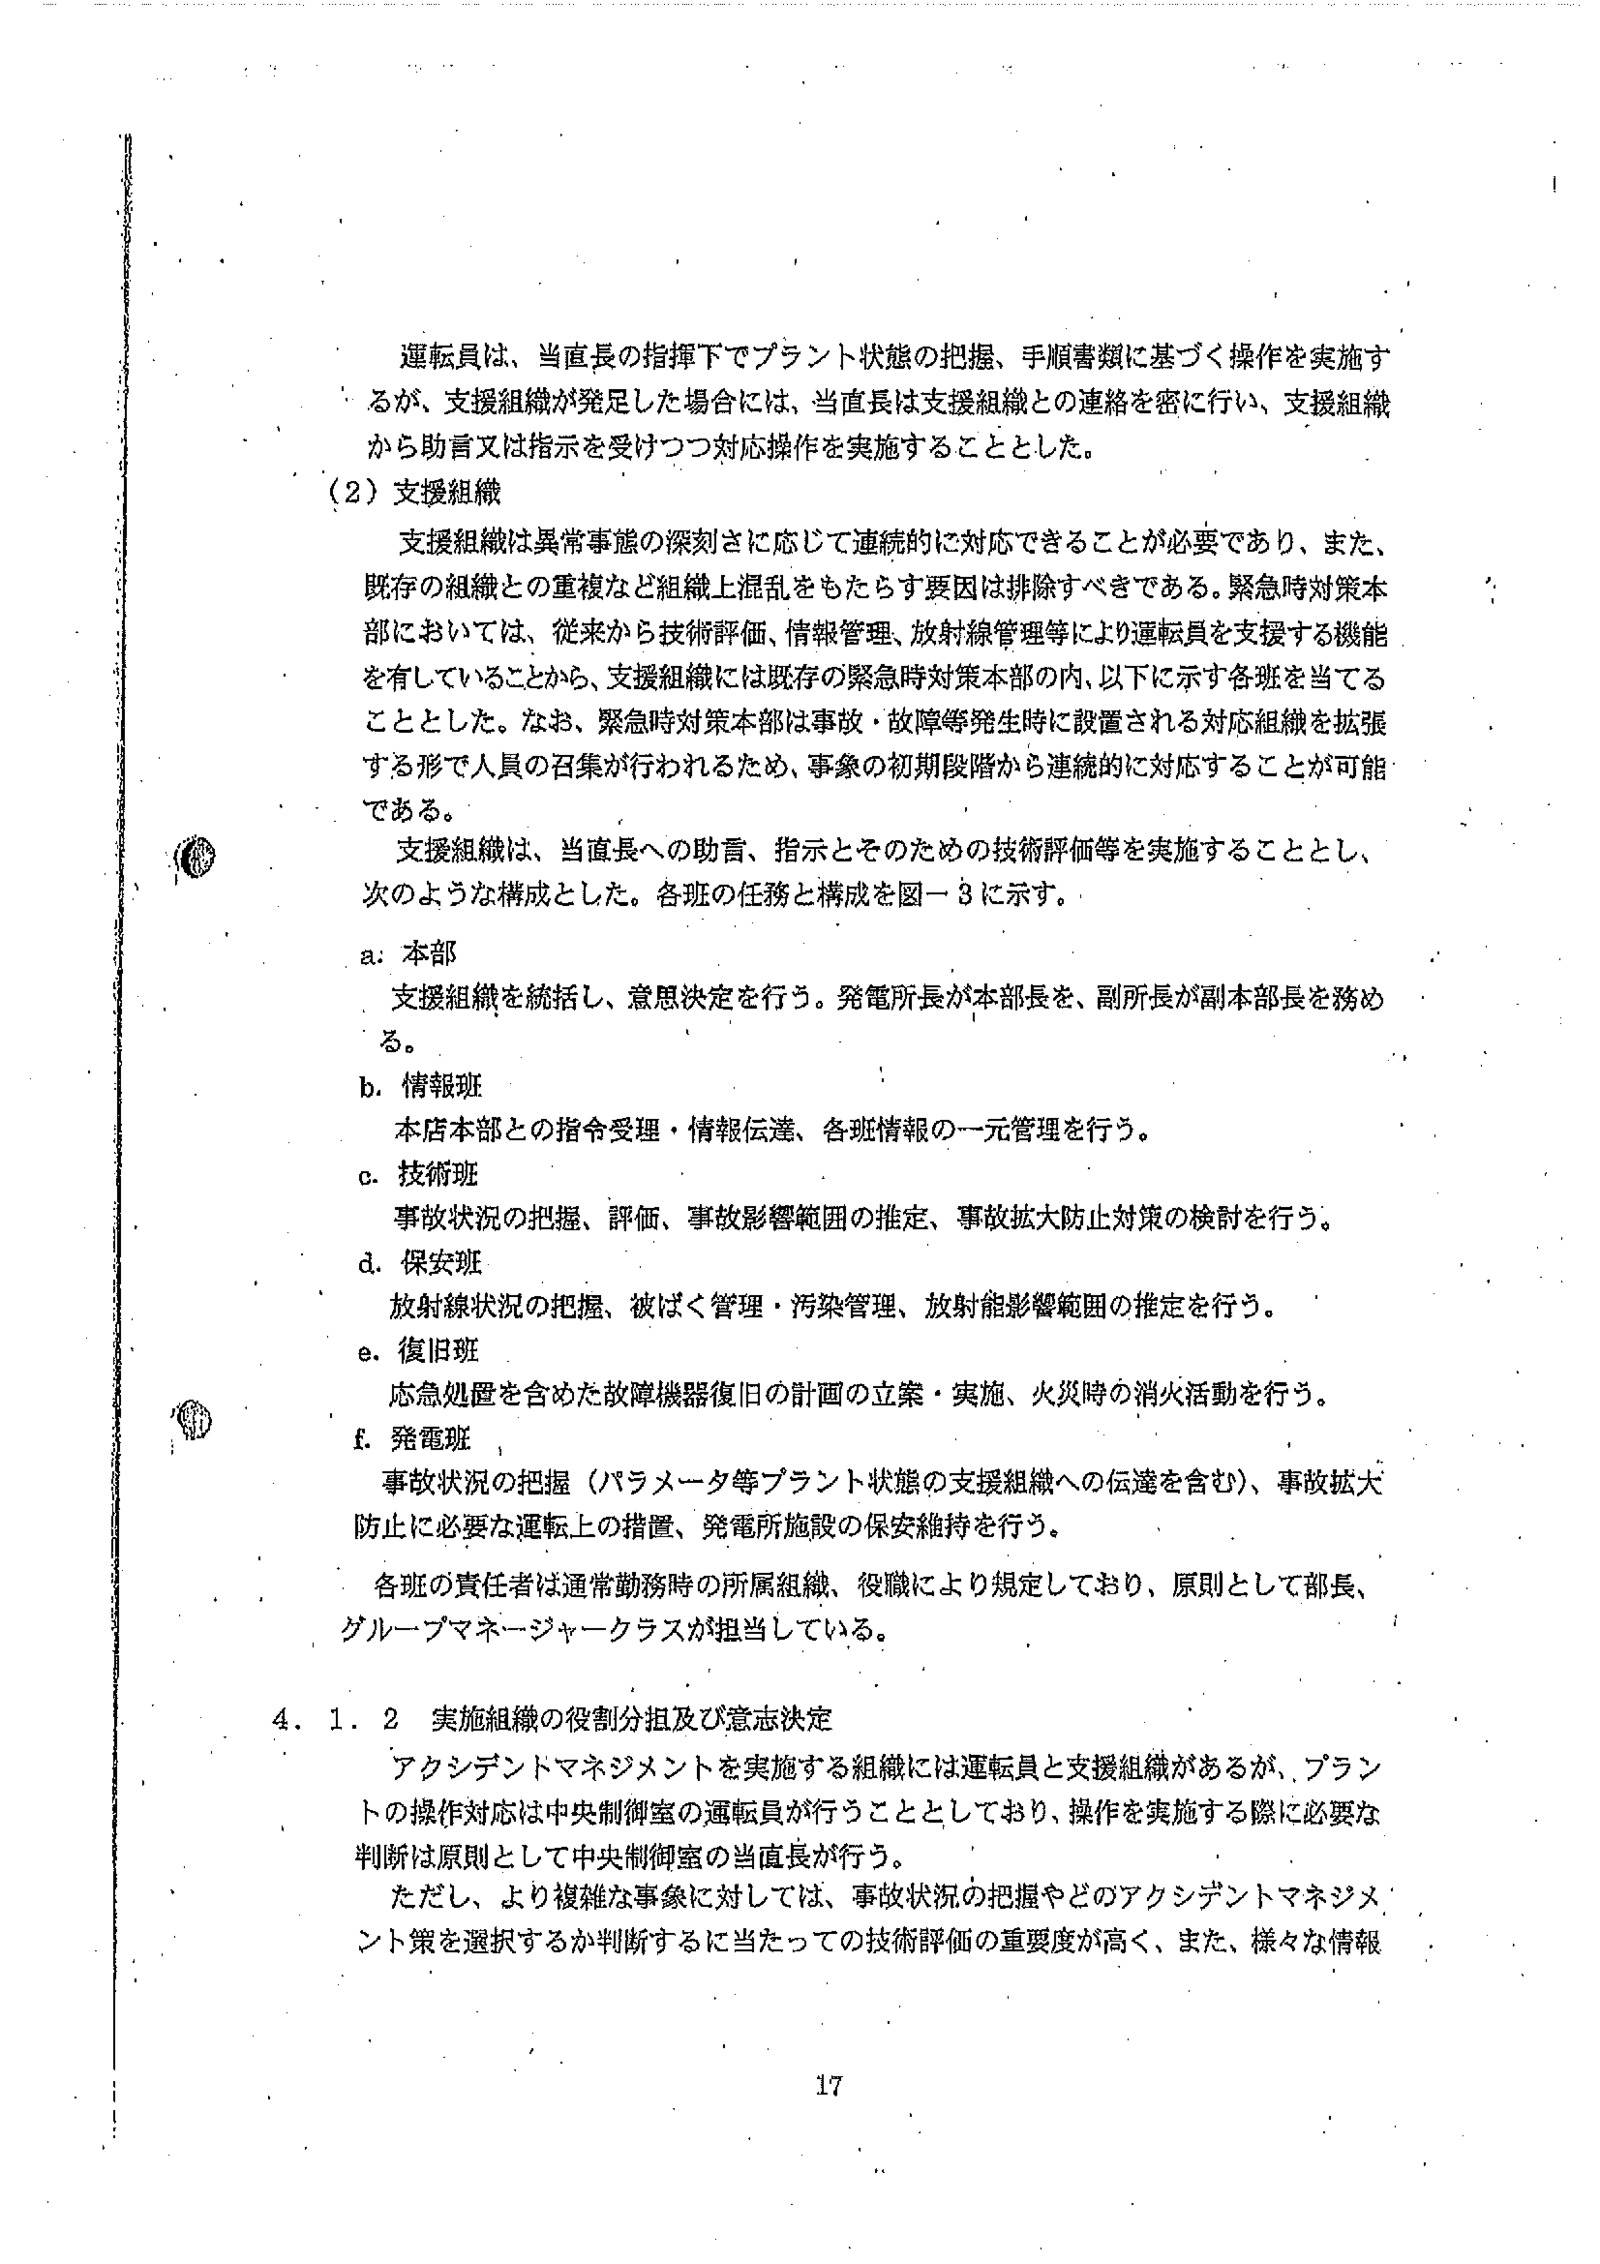 運転員は、当直長の指揮下でプラント状態の把握、手順書類に基づく操作を実施す
るが、支援組織が発足した場合には、当直長は支援組織との連絡を密に行い、支援組織
から助言又は指示を受けつつ対応操作を実施することとした。
（2）支援組織
支援組織は異常事態の深刻さに応じて連続的に対応できることが必要であり、また、
既存の組織との重複など組織上混乱をもたらす要因は排除すべきである。緊急時対策本
部においては、従来から技術評価、情報管理、放射線管理等により運転員を支援する機能
を有していることから、支援組織には既存の緊急時対策本部の内、以下に示す各班を当てる
こととした。なお、緊急時対策本部は事故・故障等発生時に設置される対応組織を拡張
する形で人員の召集が行われるため、事象の初期段階から連続的に対応することが可能
である。
支援組織は、当直長への助言、指示とそのための技術評価等を実施することとし、
次のような構成とした。各班の任務と構成を図－3に示す。
a. 本部
支援組織を統括し、意思決定を行う。発電所長が本部長を、副所長が副本部長を務め
る。
b. 情報班
本店本部との指令受理・情報伝達、各班情報の一元管理を行う。
c. 技術班
事故状況の把握、評価、事故影響範囲の推定、事故拡大防止対策の検討を行う。
d. 保安班
放射線状況の把握、被ばく管理・汚染管理、放射能影響範囲の推定を行う。
e. 復旧班
応急処置を含めた故障機器復旧の計画の立案・実施、火災時の消火活動を行う。
f. 発電班
事故状況の把握（パラメータ等プラント状態の支援組織への伝達を含む）、事故拡大
防止に必要な運転上の措置、発電所施設の保安維持を行う。
各班の責任者は通常勤務時の所属組織、役職により規定しており、原則として部長、
グループマネージャークラスが担当している。
4．1．2　実施組織の役割分担及び意志決定
アクシデントマネジメントを実施する組織には運転員と支援組織があるが、プラン
トの操作対応は中央制御室の運転員が行うこととしており、操作を実施する際に必要な
判断は原則として中央制御室の当直長が行う。
ただし、より複雑な事象に対しては、事故状況の把握やどのアクシデントマネジメ
ント策を選択するか判断するに当たっての技術評価の重要度が高く、また、様々な情報
17